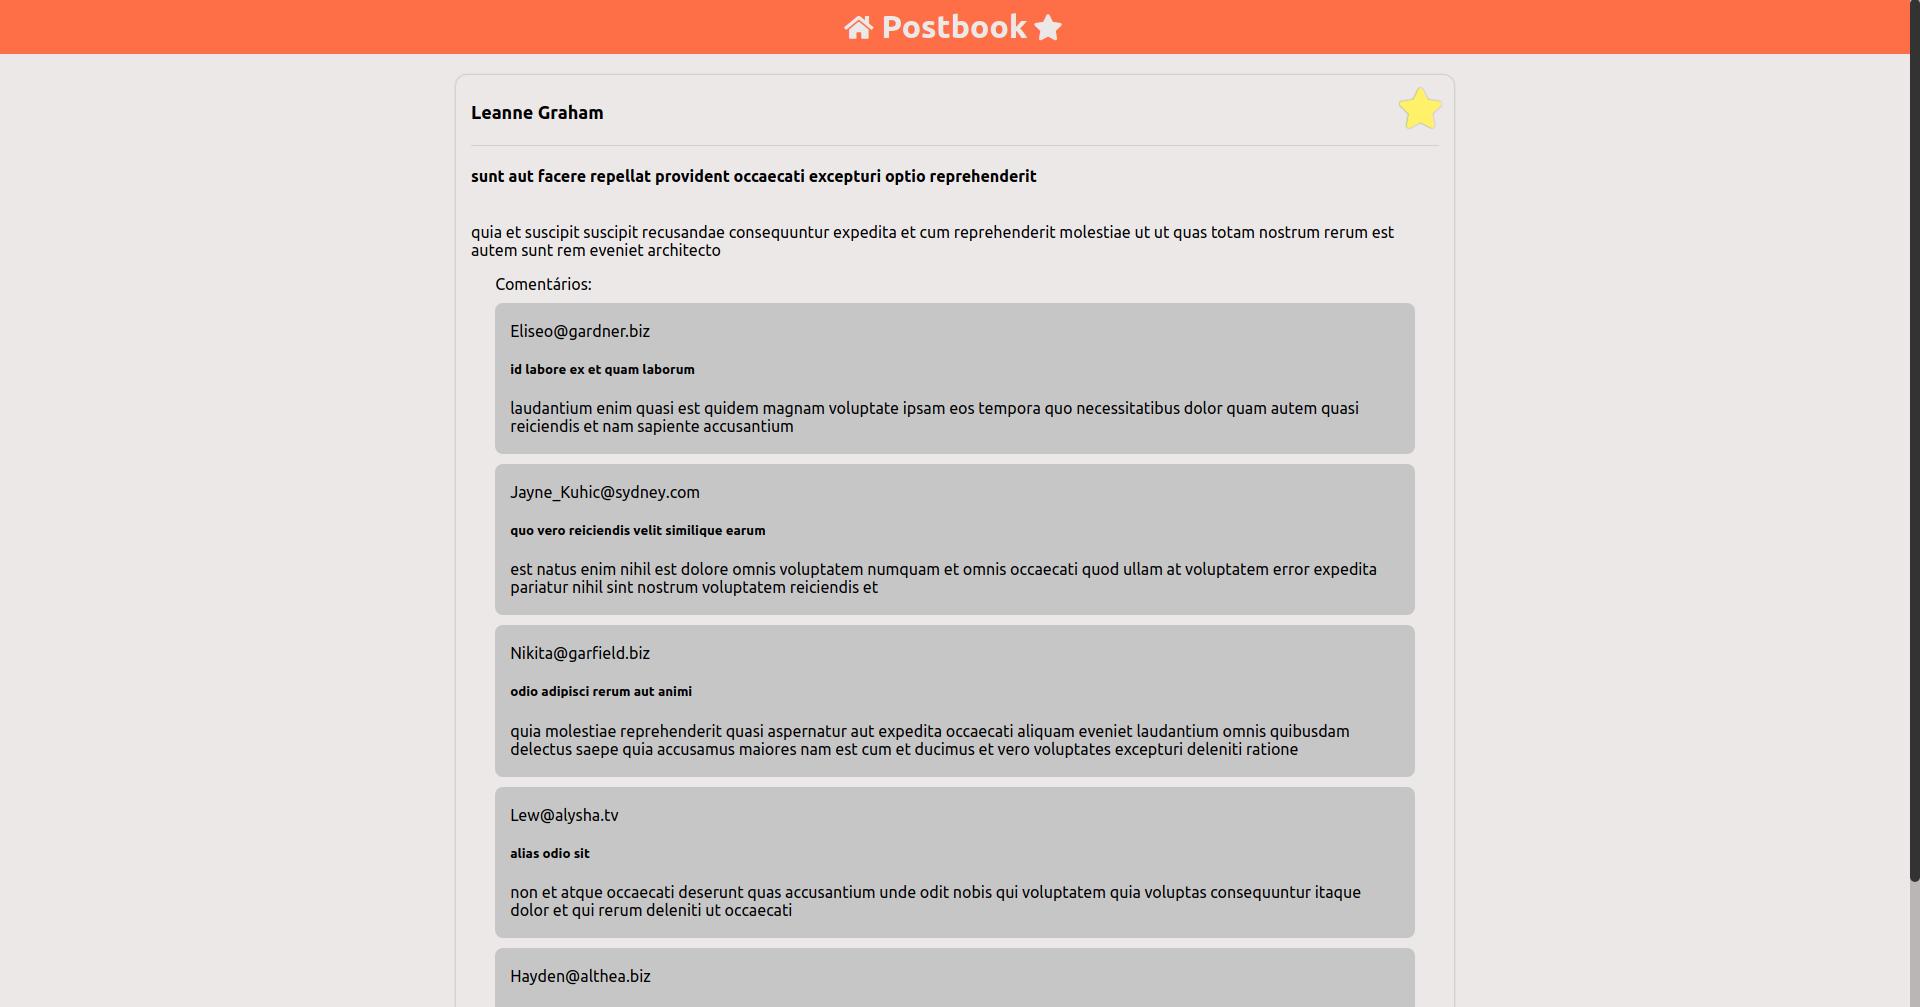 Postbook
Leanne Graham
sunt aut facere repellat provident occaecati excepturi optio reprehenderit
quia et suscipit suscipit recusandae consequuntur expedita et cum reprehenderit molestiae ut ut quas totam nostrum rerum est
autem sunt rem eveniet architecto
Comentários:
Eliseo@gardner.biz
id labore ex et quam laborum
laudantium enim quasi est quidem magnam voluptate ipsam eos tempora quo necessitatibus dolor quam autem quasi
reiciendis et nam sapiente accusantium
Jayne_Kuhic@sydney.com
quo vero reiciendis velit similique earum
est natus enim nihil est dolore omnis voluptatem numquam et omnis occaecati quod ullam at voluptatem error expedita
pariatur nihil sint nostrum voluptatem reiciendis et
Nikita@garfield.biz
odio adipisci rerum aut animi
quia molestiae reprehenderit quasi aspernatur aut expedita occaecati aliquam eveniet laudantium omnis quibusdam
delectus saepe quia accusamus maiores nam est cum et ducimus et vero voluptates excepturi deleniti ratione
Lew@alysha.tv
alias odio sit
non et atque occaecati deserunt quas accusantium unde odit nobis qui voluptatem quia voluptas consequuntur itaque
dolor et qui rerum deleniti ut occaecati
Hayden@althea.biz